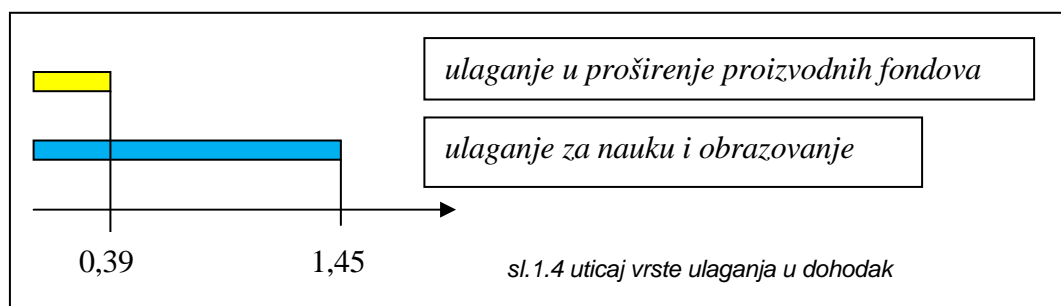 ulaganje u proširenje proizvodnih fondova
ulaganje za nauku i obrazovanje
0,39
1,45
sl.1.4 uticaj vrste ulaganja u dohodak